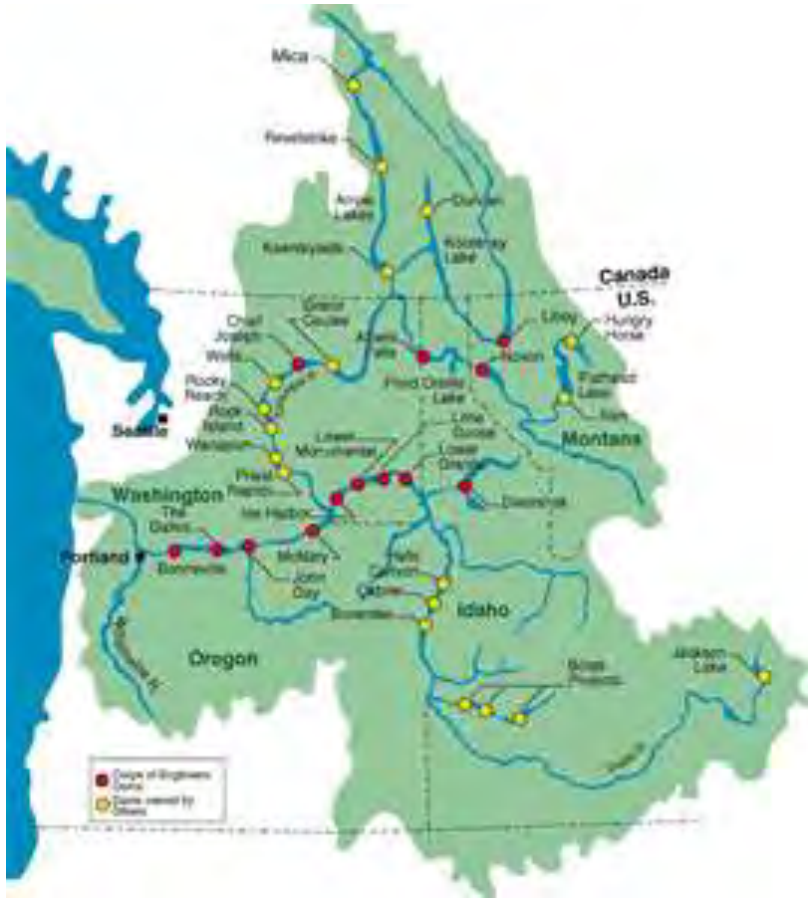 Mica
Revelstoke
Arrow
Lakes
Duncan
Kootenay
Lake
Keenleyside
Canada
U.S.
Grand
Coulee
Chief
Joseph
Libby
Hungry
Horse
Albeni
Falls
Noxon
Wells
Rocky
Reach
Rock
Island
Pend Oreille
Lake
Flathead
Lake
Kerr
Seattle
Wanapum
Lower
Monumental
Little
Goose
Lower
Granite
Montana
Priest
Rapids
Washington
Ice Harbor
Dworshak
The
Dalles
Portland
Bonneville
McNary
John
Day
Hells
Canyon
Oxbow
Brownlee
Idaho
Oregon
Willamette R.
Boise
Projects
Jackson
Lake
Snake R.
Corps of Engineers
Dams
Dams owned by
Others